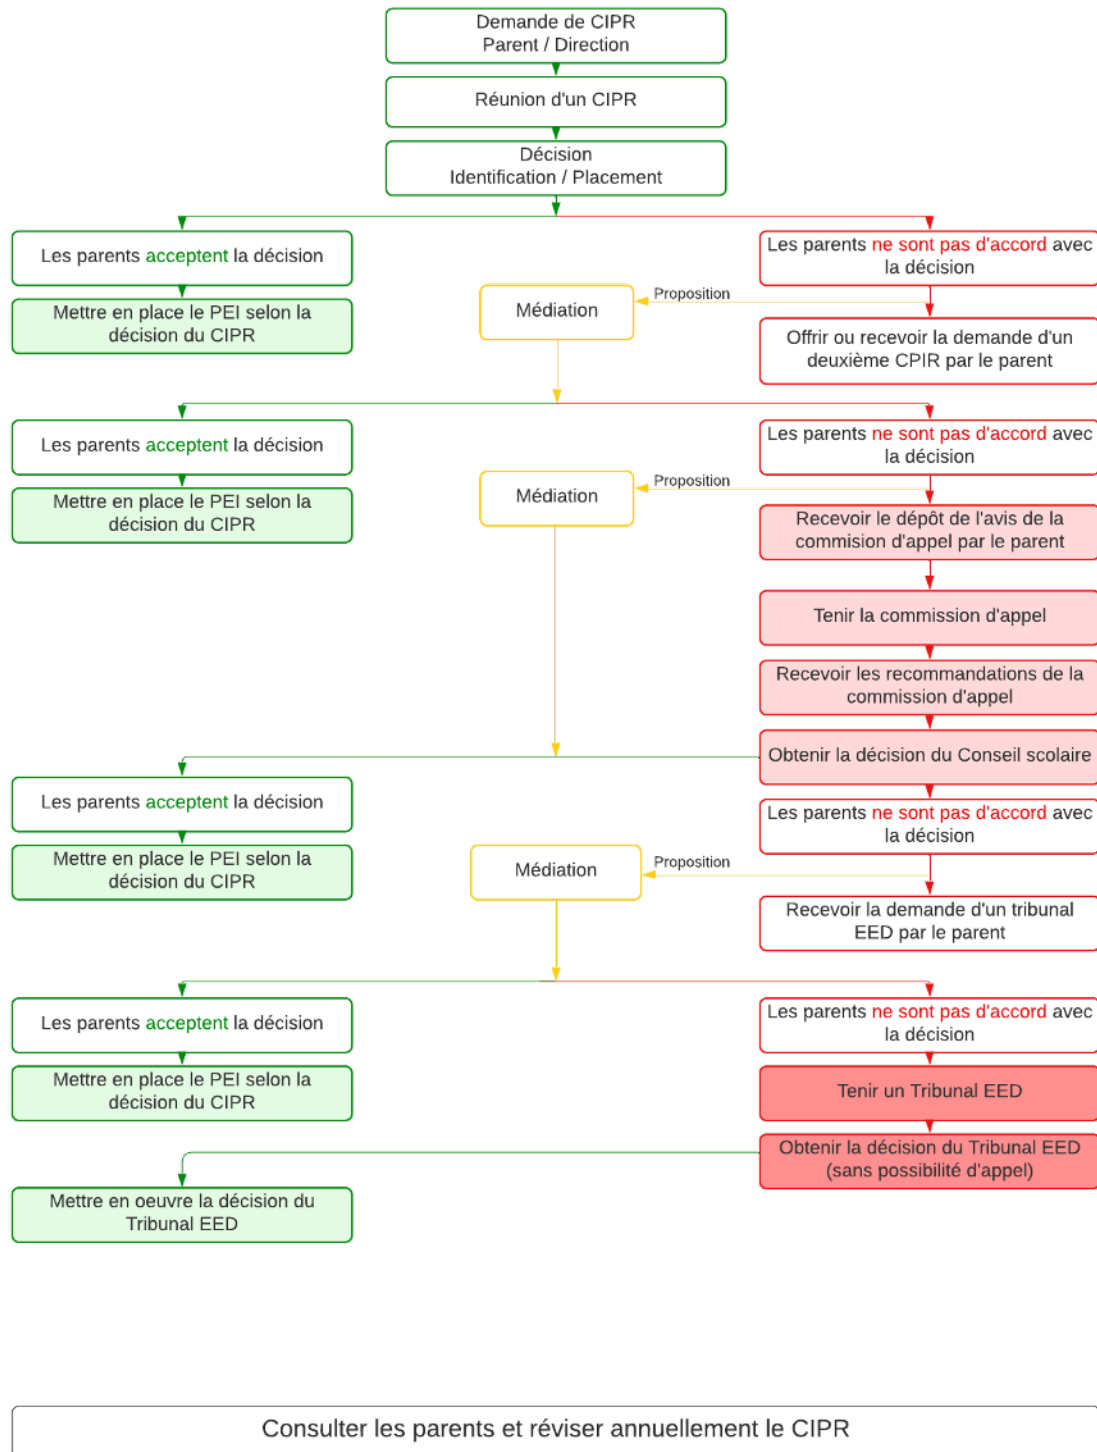 Demande de CIPR
Parent / Direction
Réunion d'un CIPR
Décision
Identification / Placement
Les parents acceptent la décision
Les parents ne sont pas d'accord avec
la décision
Mettre en place le PEI selon la
décision du CIPR
Médiation
Proposition
Offrir ou recevoir la demande d'un
deuxième CPIR par le parent
Les parents acceptent la décision
Les parents ne sont pas d'accord avec
la décision
Mettre en place le PEI selon la
décision du CIPR
Médiation
Proposition
Recevoir le dépôt de l'avis de la
commision d'appel par le parent
Tenir la commission d'appel
Recevoir les recommandations de la
commission d'appel
Obtenir la décision du Conseil scolaire
Les parents acceptent la décision
Les parents ne sont pas d'accord avec
la décision
Mettre en place le PEI selon la
décision du CIPR
Médiation
Proposition
Recevoir la demande d'un tribunal
EED par le parent
Les parents acceptent la décision
Les parents ne sont pas d'accord avec
la décision
Mettre en place le PEI selon la
décision du CIPR
Tenir un Tribunal EED
Obtenir la décision du Tribunal EED
(sans possibilité d'appel)
Mettre en oeuvre la décision du
Tribunal EED
Consulter les parents et réviser annuellement le CIPR